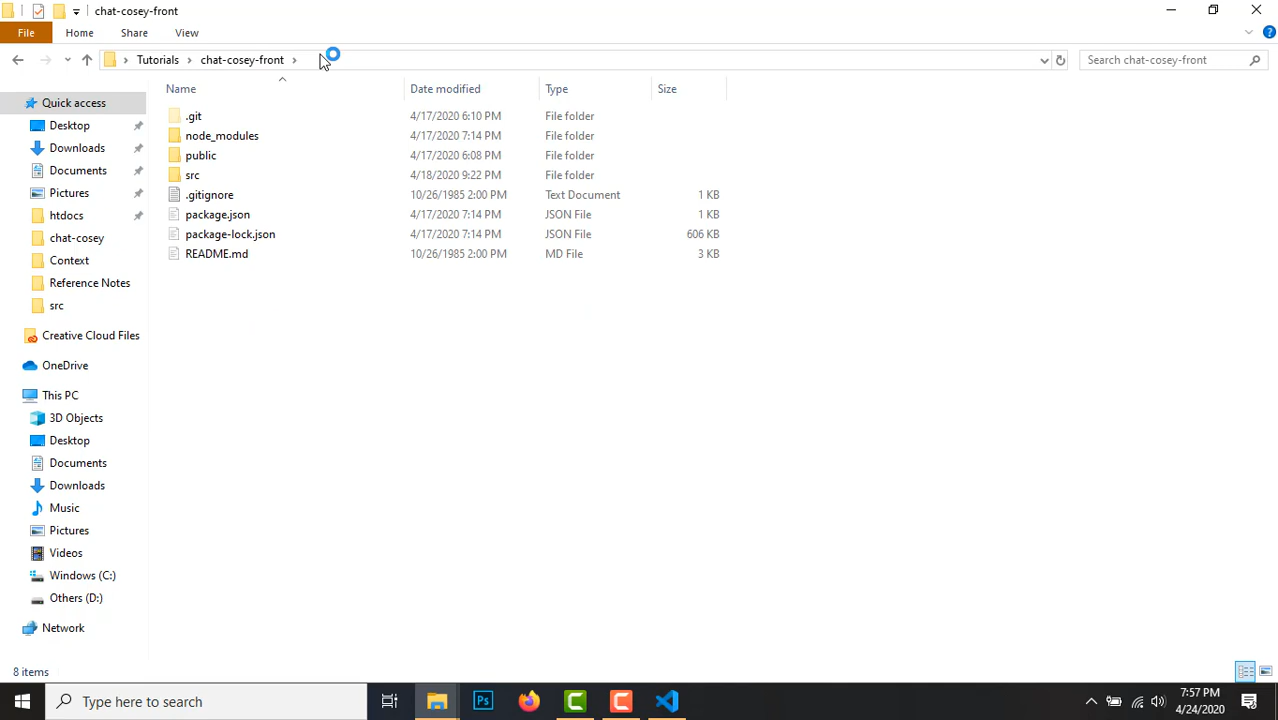 chat-cosey-front
File Home Share View
Tutorials chat-cosey-front
Search chat-cosey-front
Name Date modified Type Size
Quick access
Desktop
Downloads
Documents
Pictures
htdocs
chat-cosey
Context
Reference Notes
src
Creative Cloud Files
OneDrive
This PC
3D Objects
Desktop
Documents
Downloads
Music
Pictures
Videos
Windows (C:)
Others (D:)
Network
.git 4/17/2020 6:10 PM File folder
node_modules 4/17/2020 7:14 PM File folder
public 4/17/2020 6:08 PM File folder
src 4/18/2020 9:22 PM File folder
.gitignore 10/26/1985 2:00 PM Text Document 1 KB
package.json 4/17/2020 7:14 PM JSON File 1 KB
package-lock.json 4/17/2020 7:14 PM JSON File 606 KB
README.md 10/26/1985 2:00 PM MD File 3 KB
8 items
Type here to search
Ps
7:57 PM
4/24/2020